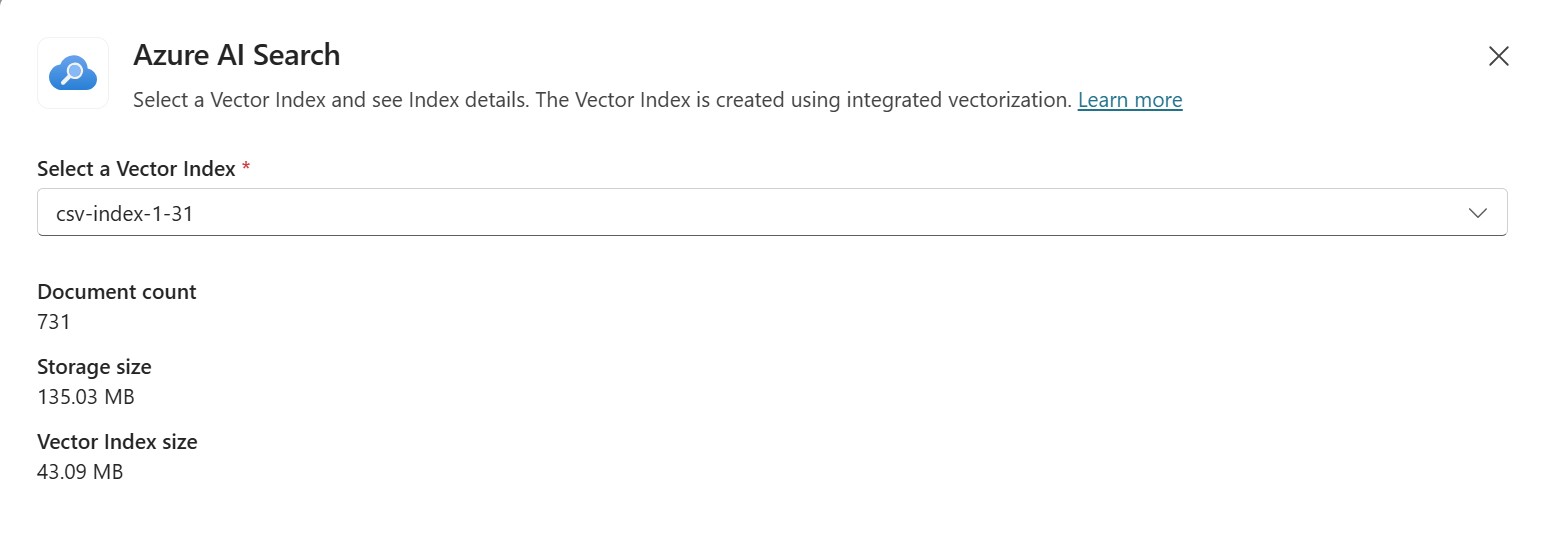 Azure AI Search
Select a Vector Index and see Index details. The Vector Index is created using integrated vectorization. Learn more
Select a Vector Index *
csv-index-1-31
Document count
731
Storage size
135.03 MB
Vector Index size
43.09 MB